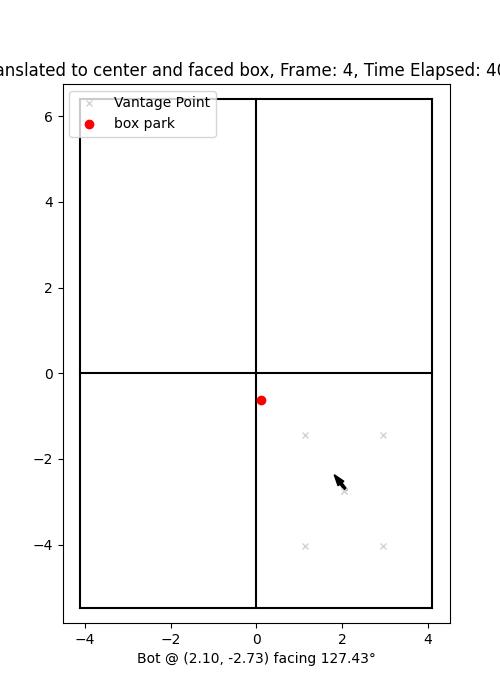 anslated to center and faced box, Frame: 4, Time Elapsed: 40
Vantage Point
box park
6
4
2
0
−2
−4
−4 −2 0 2 4
Bot @ (2.10, -2.73) facing 127.43°